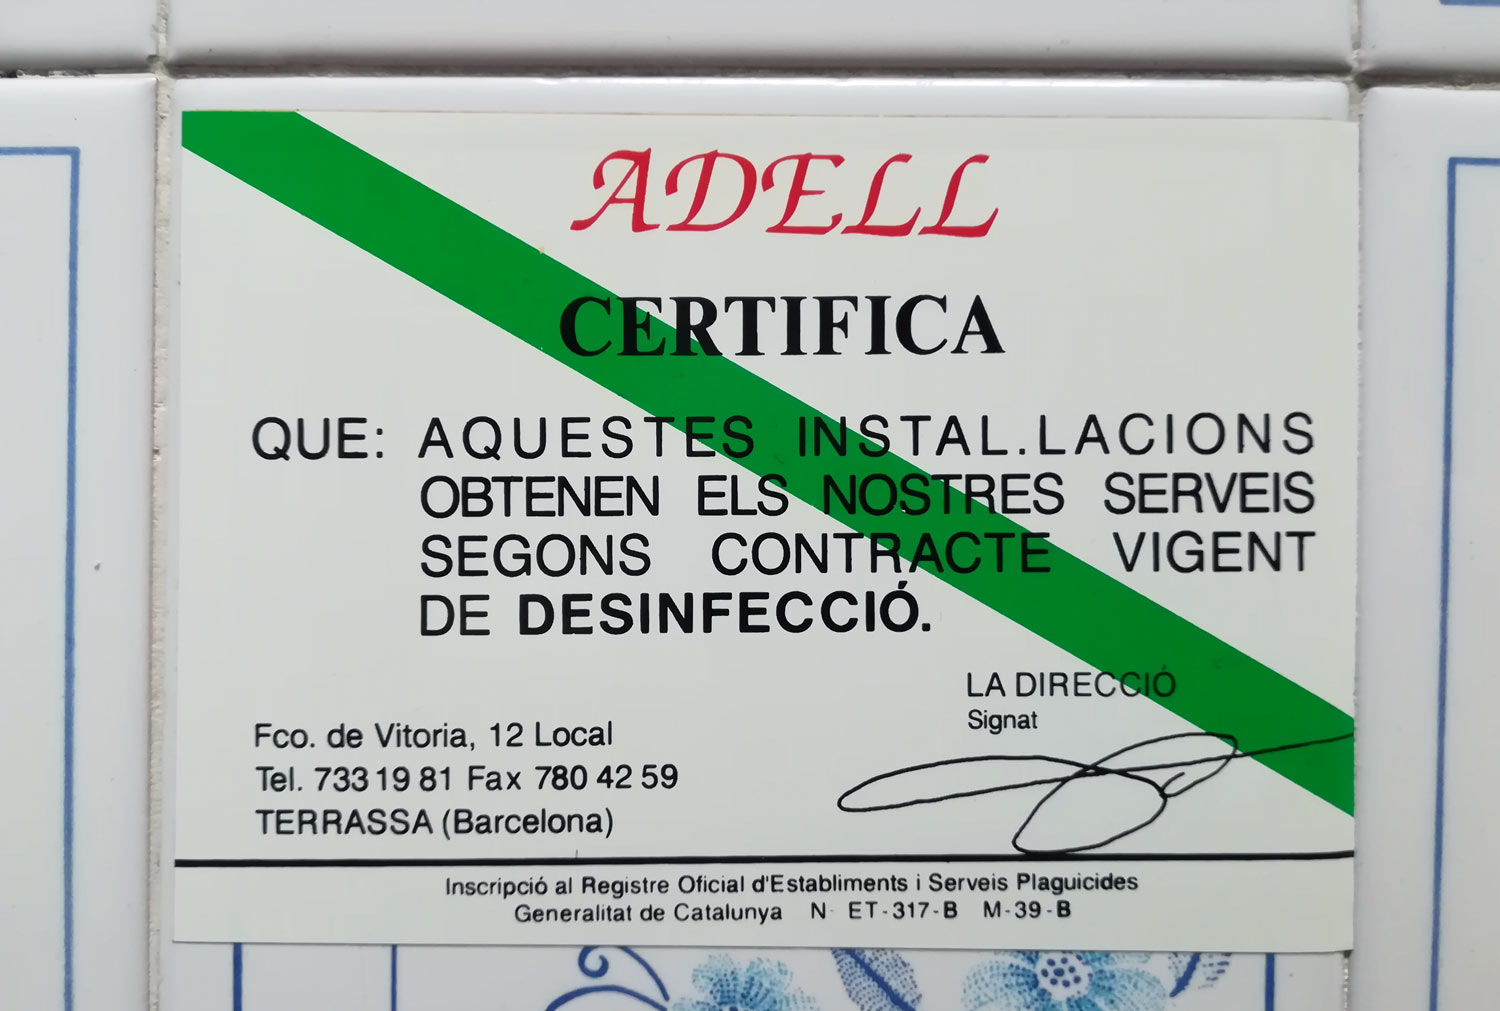 ADELL
CERTIFICA
QUE: AQUESTES INSTAL.LACIONS
OBTENEN ELS NOSTRES SERVEIS
SEGONS CONTRACTE VIGENT
DE DESINFECCIÓ.
LA DIRECCIÓ
Signat
Fco. de Vitoria, 12 Local
Tel. 733 19 81 Fax 780 42 59
TERRASSA (Barcelona)
Inscripció al Registre Oficial d'Establiments i Serveis Plaguicides
Generalitat de Catalunya N- ET-317-B M-39-B